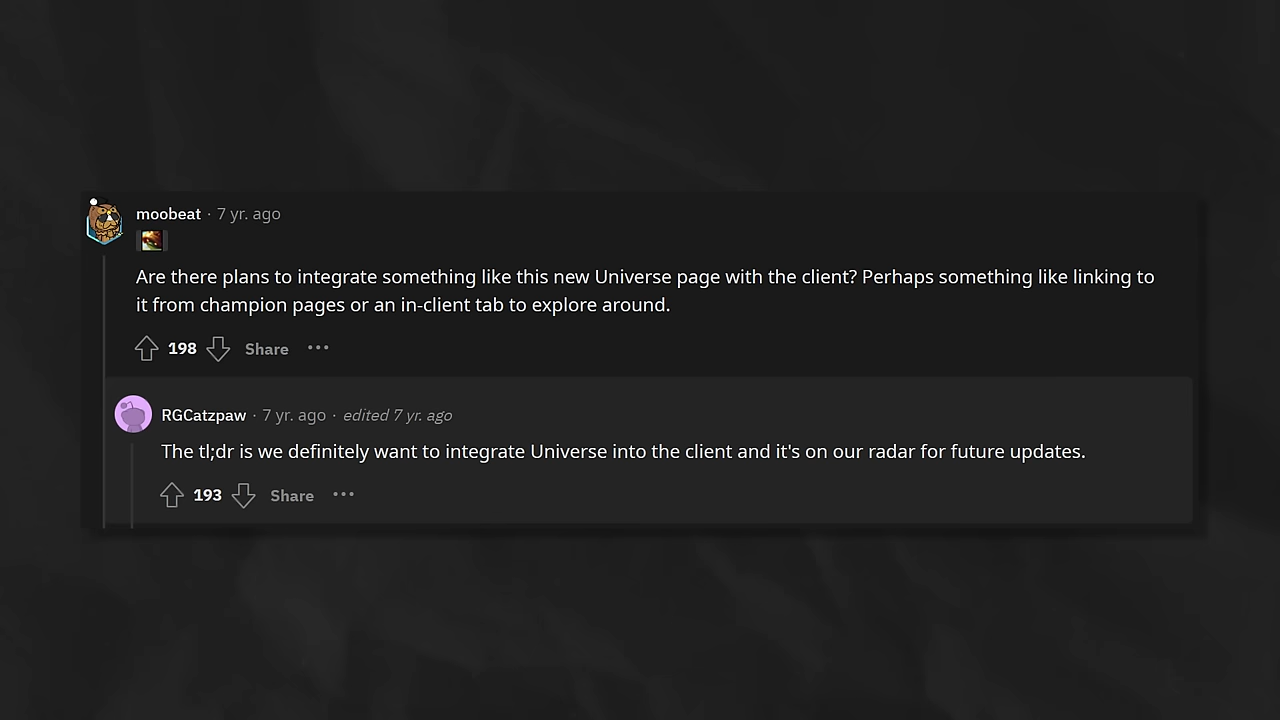 moobeat · 7 yr. ago
Are there plans to integrate something like this new Universe page with the client? Perhaps something like linking to
it from champion pages or an in-client tab to explore around.
198 Share ···
RGCatzpaw · 7 yr. ago · edited 7 yr. ago
The tl;dr is we definitely want to integrate Universe into the client and it's on our radar for future updates.
193 Share ···